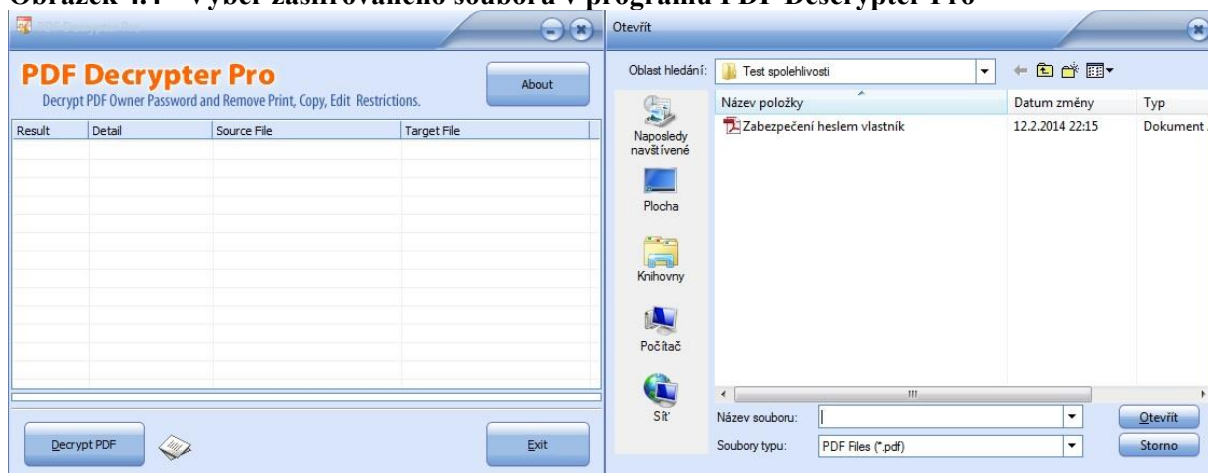 Obrázek 4.4 - Výběr zašifrovaného souboru v programu PDF Descrypter Pro
PDF Decrypter Pro
Decrypt PDF Owner Password and Remove Print, Copy, Edit Restrictions.
About
Result Detail Source File Target File
Decrypt PDF
Exit
Otevřít
Oblast hledání: Test spolehlivosti
Název položky Datum změny Typ
Zabezpečení heslem vlastník 12.2.2014 22:15 Dokument
Naposledy
navštívené
Plocha
Knihovny
Počítač
Síť
Název souboru: Otevřít
Soubory typu: PDF Files (*.pdf) Storno